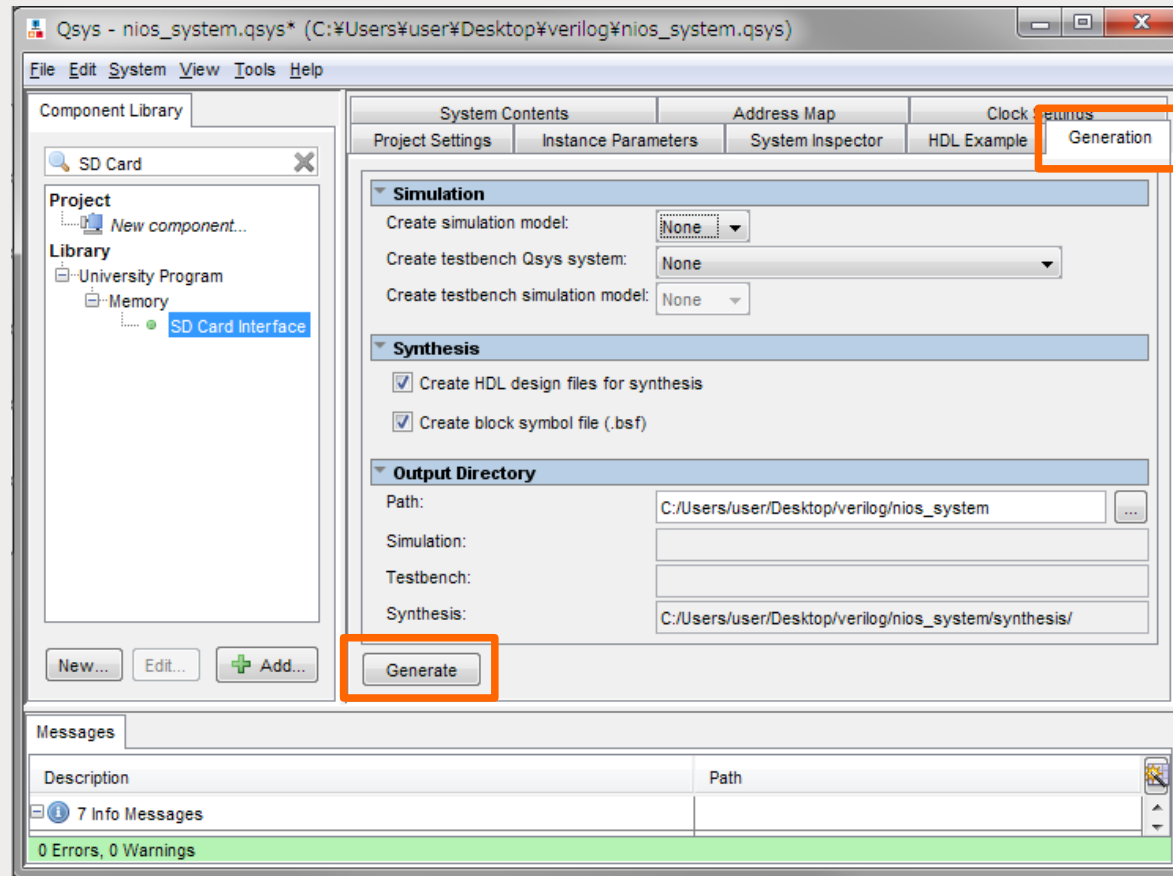 Qsys - nios_system.qsys* (C:¥Users¥user¥Desktop¥verilog¥nios_system.qsys)
File Edit System View Tools Help
Component Library
SD Card
Project
New component...
Library
University Program
Memory
SD Card Interface
New... Edit... Add...
System Contents Address Map Clock Settings
Project Settings Instance Parameters System Inspector HDL Example Generation
Simulation
Create simulation model: None
Create testbench Qsys system: None
Create testbench simulation model: None
Synthesis
Create HDL design files for synthesis
Create block symbol file (.bsf)
Output Directory
Path: C:/Users/user/Desktop/verilog/nios_system ...
Simulation:
Testbench:
Synthesis: C:/Users/user/Desktop/verilog/nios_system/synthesis/
Generate
Messages
Description Path
7 Info Messages
0 Errors, 0 Warnings